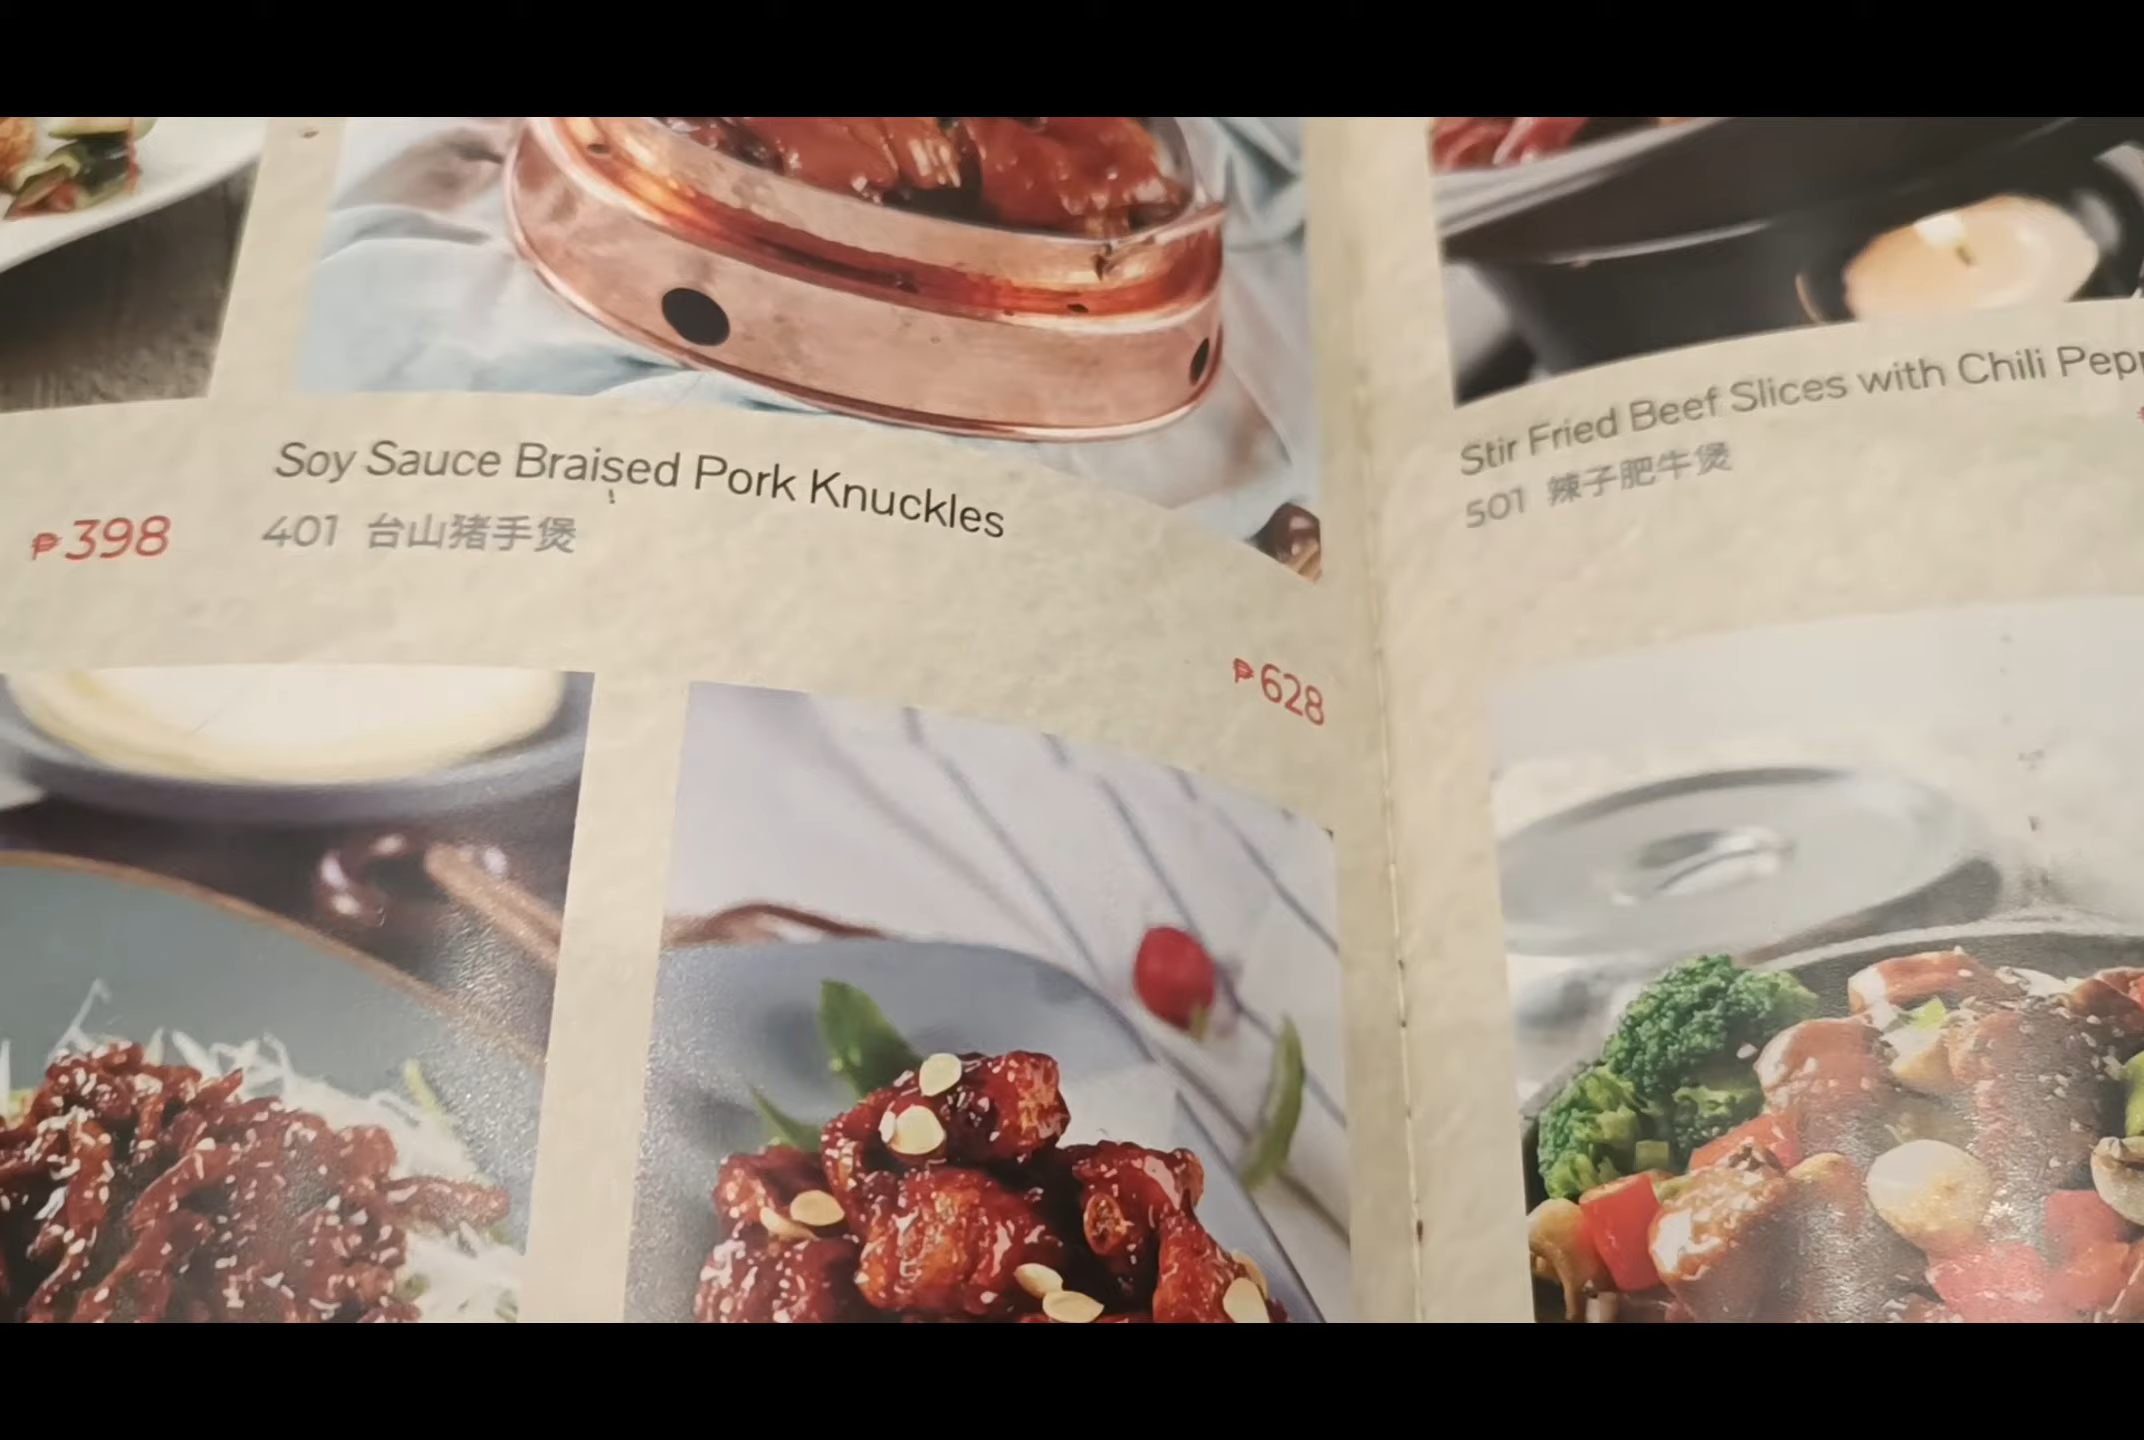 Soy Sauce Braised Pork Knuckles
401 台山猪手煲
₱398
₱628
Stir Fried Beef Slices with Chili
501 辣子肥牛煲